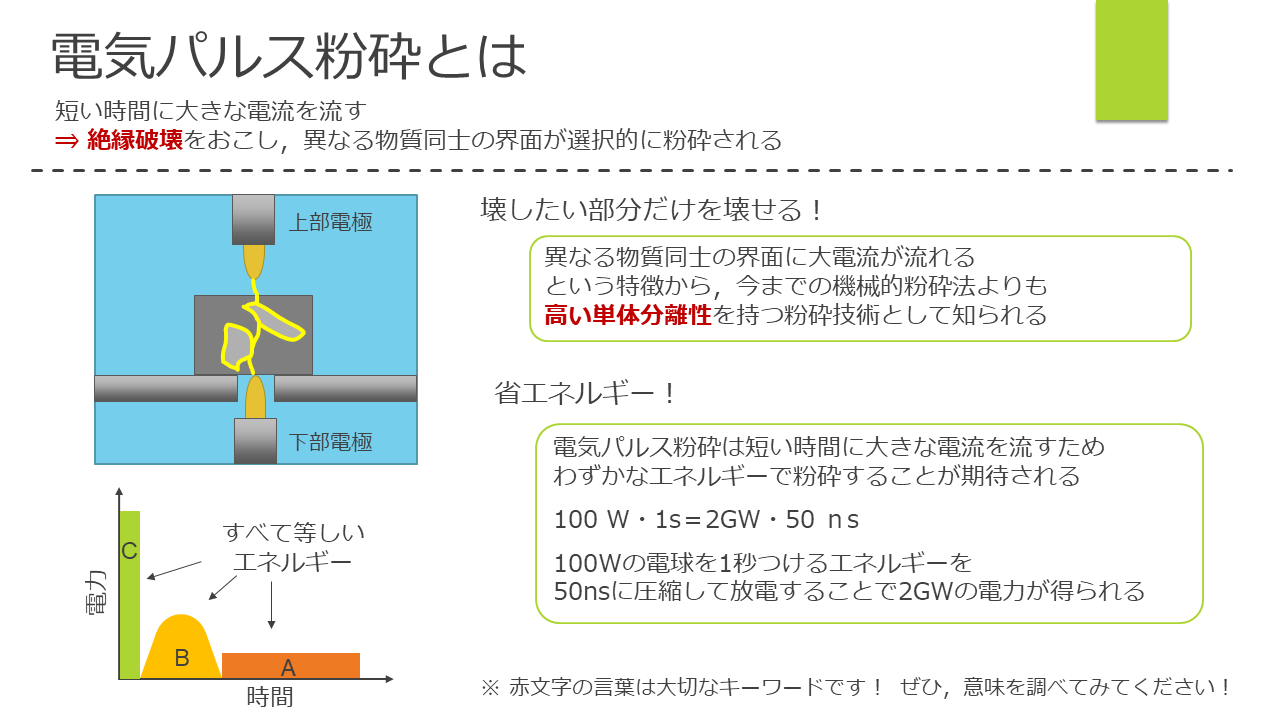 電気パルス粉砕とは
短い時間に大きな電流を流す
⇒ 絶縁破壊をおこし，異なる物質同士の界面が選択的に粉砕される
上部電極
下部電極
壊したい部分だけを壊せる！
異なる物質同士の界面に大電流が流れる
という特徴から，今までの機械的粉砕法よりも
高い単体分離性を持つ粉砕技術として知られる
省エネルギー！
電気パルス粉砕は短い時間に大きな電流を流すため
わずかなエネルギーで粉砕することが期待される
100 W・1s＝2GW・50 ns
100Wの電球を1秒つけるエネルギーを
50nsに圧縮して放電することで2GWの電力が得られる
すべて等しい
エネルギー
電力
C
B
A
時間
※ 赤文字の言葉は大切なキーワードです！ ぜひ，意味を調べてみてください！